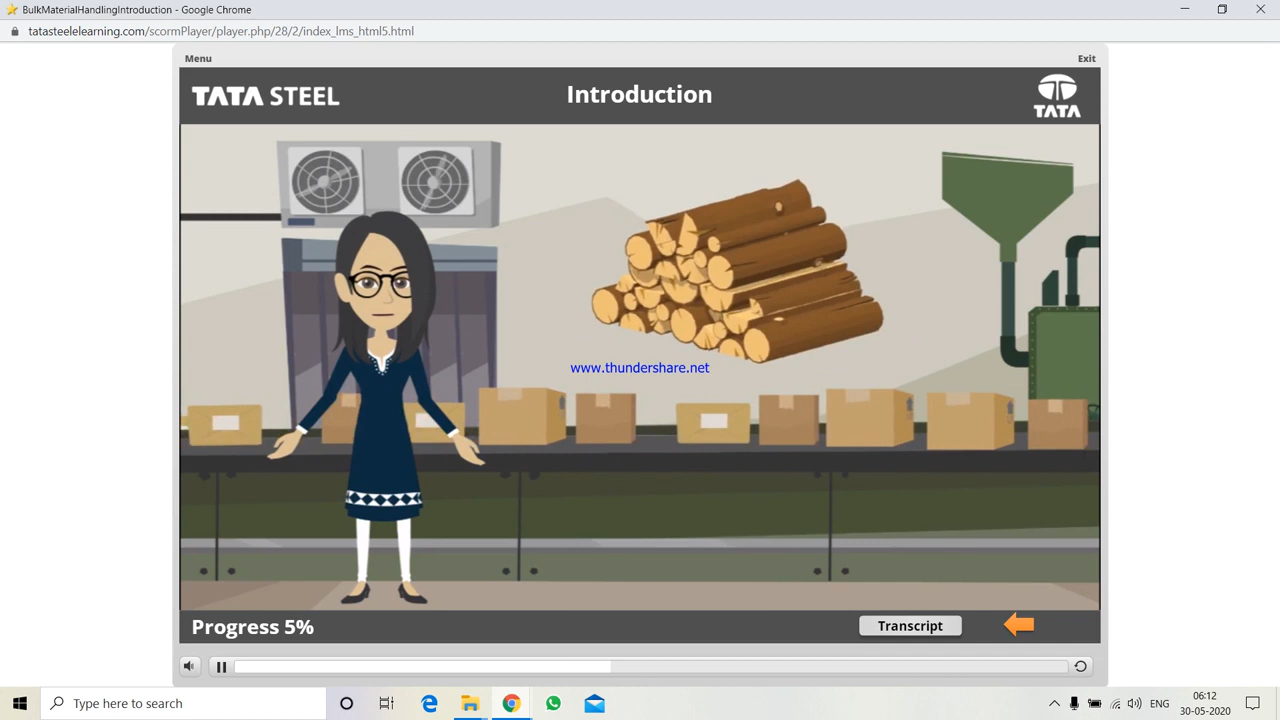 BulkMaterialHandlingIntroduction - Google Chrome
tatasteelelearning.com/scormPlayer/player.php/28/2/index_lms_html5.html
Menu
Exit
TATA STEEL
Introduction
TATA
www.thundershare.net
Progress 5%
Transcript
Type here to search
ENG
06:12
30-05-2020